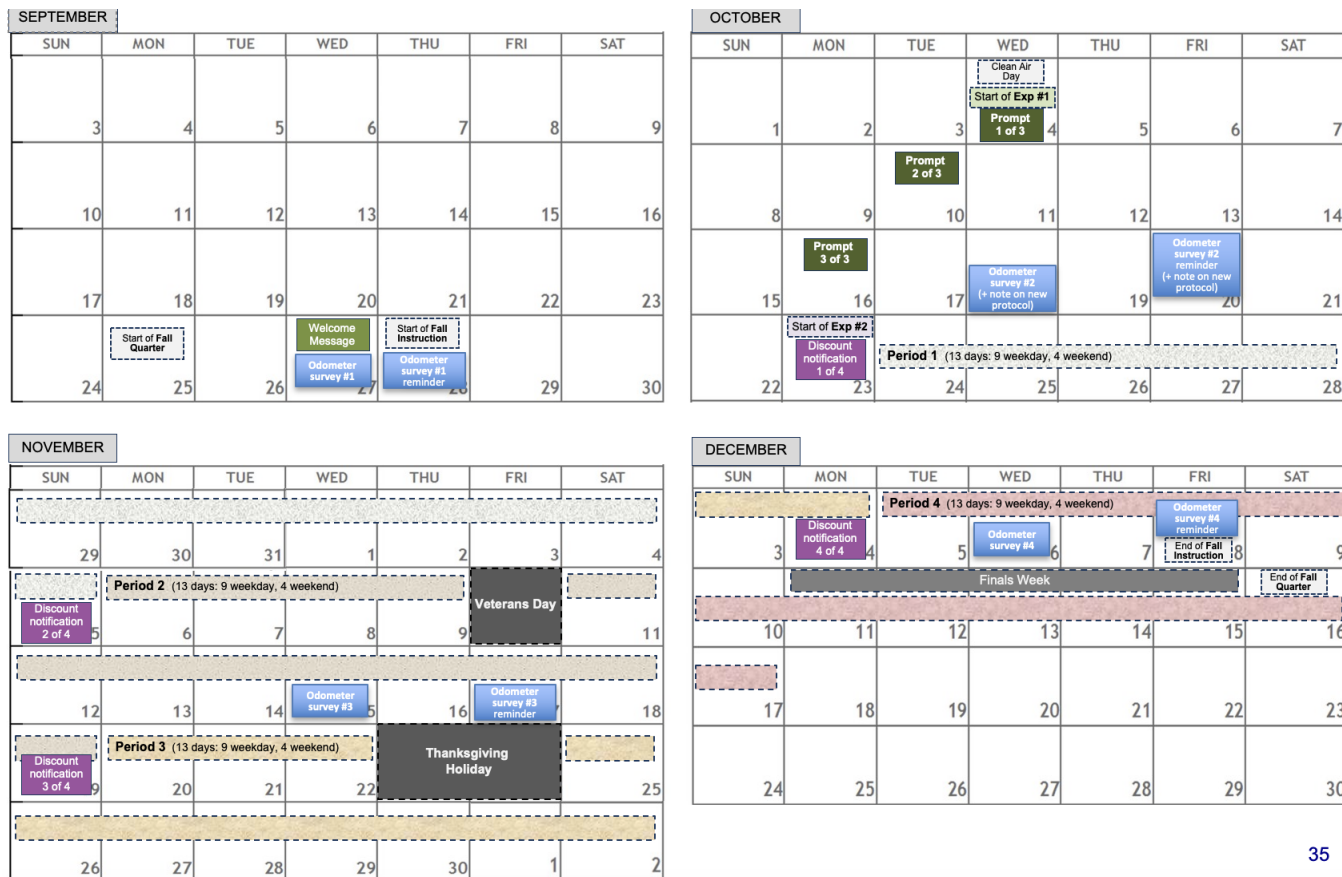 SEPTEMBER
SUN MON TUE WED THU FRI SAT
3 4 5 6 7 8 9
10 11 12 13 14 15 16
17 18 19 20 21 22 23
Start of Fall
Quarter
Welcome
Message
Odometer
survey #1
Start of Fall
Instruction
Odometer
survey #1
reminder
24 25 26 27 28 29 30
OCTOBER
SUN MON TUE WED THU FRI SAT
Clean Air
Day
Start of Exp #1
Prompt
1 of 3
1 2 3 4 5 6 7
Prompt
2 of 3
8 9 10 11 12 13 14
Prompt
3 of 3
Odometer
survey #2
(+ note on new
protocol)
Odometer
survey #2
reminder
(+ note on new
protocol)
15 16 17 19 20 21
Start of Exp #2
Discount
notification
1 of 4
Period 1 (13 days: 9 weekday, 4 weekend)
22 23 24 25 26 27 28
NOVEMBER
SUN MON TUE WED THU FRI SAT
29 30 31 1 2 3 4
Discount
notification
2 of 4
Period 2 (13 days: 9 weekday, 4 weekend)
Veterans Day
5 6 7 8 9 11
Odometer
survey #3
Odometer
survey #3
reminder
12 13 14 5 16 18
Discount
notification
3 of 4
Period 3 (13 days: 9 weekday, 4 weekend)
Thanksgiving
Holiday
9 20 21 22 25
26 27 28 29 30 1 2
DECEMBER
SUN MON TUE WED THU FRI SAT
Discount
notification
4 of 4
Period 4 (13 days: 9 weekday, 4 weekend)
Odometer
survey #4
Odometer
survey #4
reminder
End of Fall
Instruction
3 4 5 6 7 8 9
Finals Week
End of Fall
Quarter
10 11 12 13 14 15 16
17 18 19 20 21 22 23
24 25 26 27 28 29 30
35